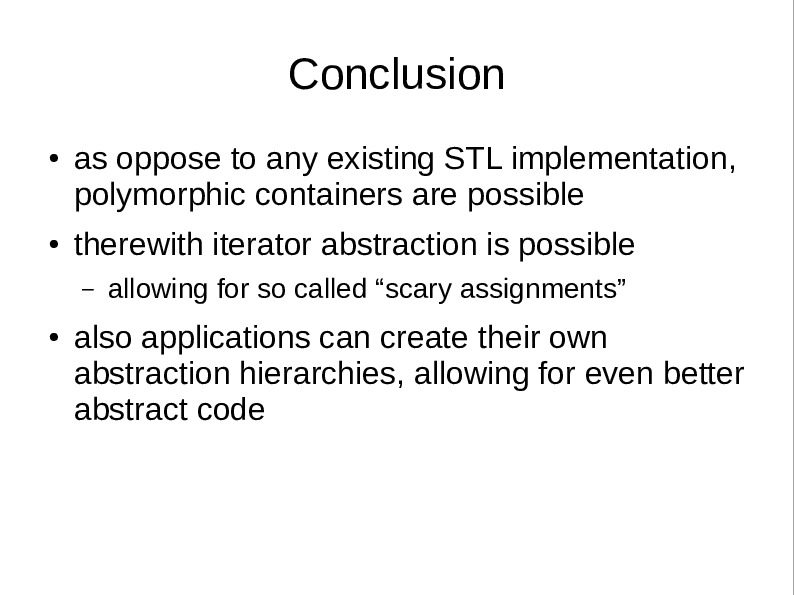 Conclusion
• as oppose to any existing STL implementation,
polymorphic containers are possible
• therewith iterator abstraction is possible
– allowing for so called “scary assignments”
• also applications can create their own
abstraction hierarchies, allowing for even better
abstract code